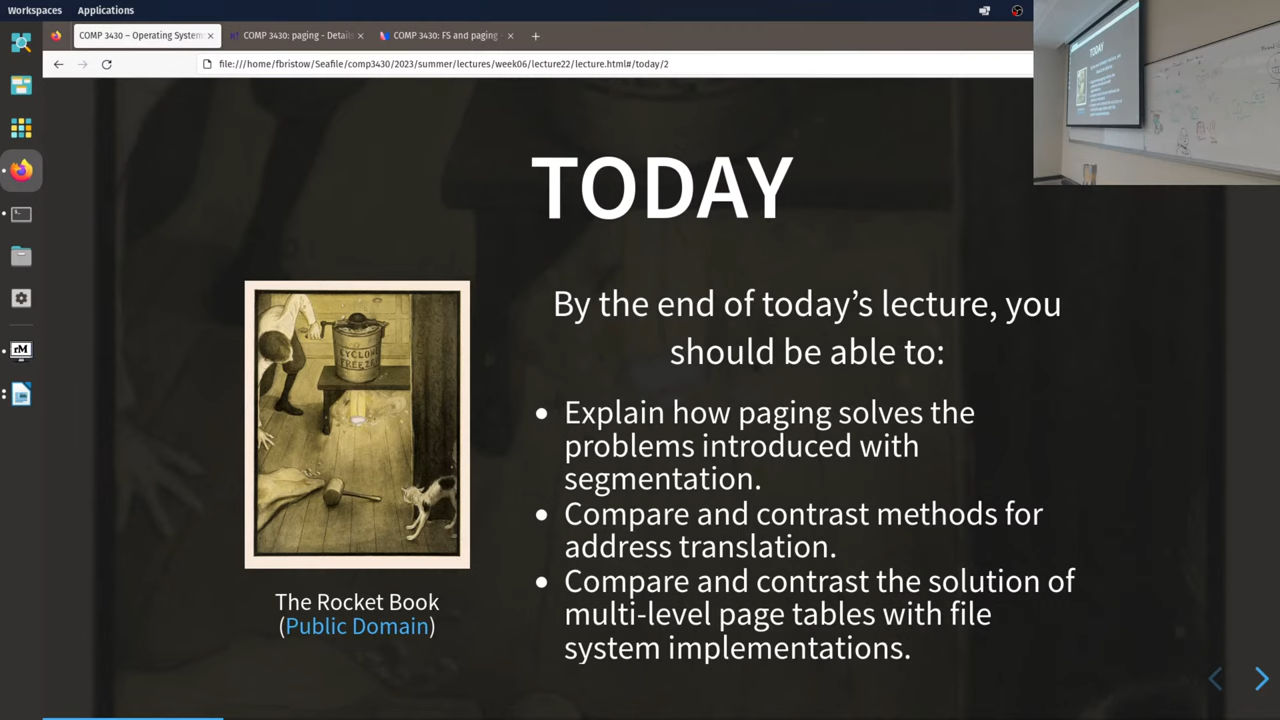 Workspaces Applications
COMP 3430 – Operating System
COMP 3430: paging - Details
COMP 3430: FS and paging
file:///home/fbristow/Seafile/comp3430/2023/summer/lectures/week06/lecture22/lecture.html#/today/2
TODAY
TODAY
CYCLONE
FREEZER
By the end of today’s lecture, you
should be able to:
• Explain how paging solves the
problems introduced with
segmentation.
• Compare and contrast methods for
address translation.
• Compare and contrast the solution of
multi-level page tables with file
system implementations.
The Rocket Book
(Public Domain)